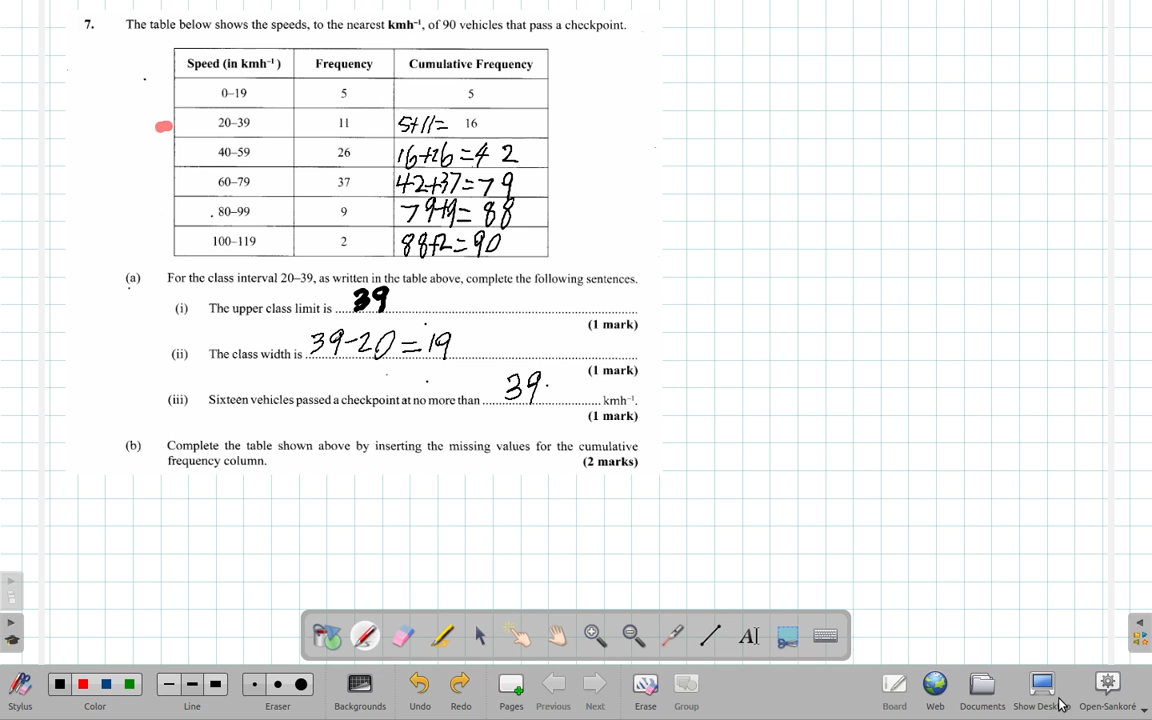 7. The table below shows the speeds, to the nearest kmh⁻¹, of 90 vehicles that pass a checkpoint.
Speed (in kmh⁻¹) Frequency Cumulative Frequency
0–19 5 5
20–39 11 5+11= 16
40–59 26 16+26=42
60–79 37 42+37=79
80–99 9 79+9=88
100–119 2 88+2=90
(a) For the class interval 20–39, as written in the table above, complete the following sentences.
(i) The upper class limit is 39
(1 mark)
(ii) The class width is 39-20=19
(1 mark)
(iii) Sixteen vehicles passed a checkpoint at no more than 39. kmh⁻¹.
(1 mark)
(b) Complete the table shown above by inserting the missing values for the cumulative
frequency column. (2 marks)
Stylus Color Line Eraser Backgrounds Undo Redo Pages Previous Next Erase Group Board Web Documents Show Desk Open-Sankoré